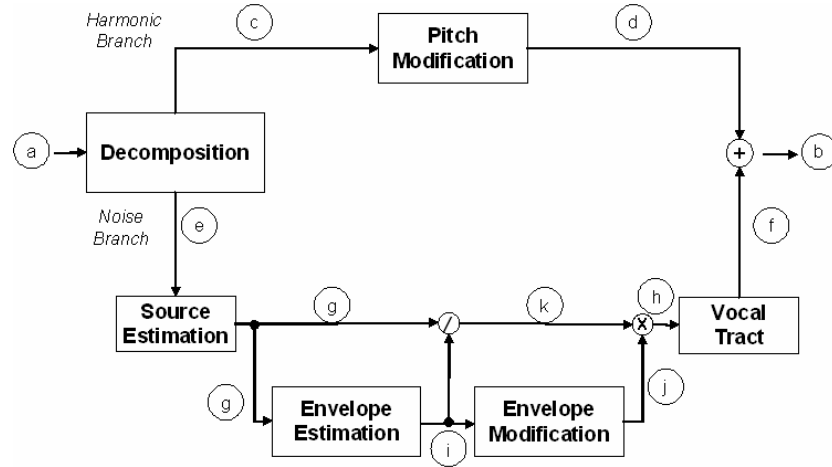 Harmonic
Branch
c
Pitch
Modification
d
a
Decomposition
+
b
Noise
Branch
e
f
Source
Estimation
g
/
k
h
x
Vocal
Tract
g
Envelope
Estimation
i
Envelope
Modification
j